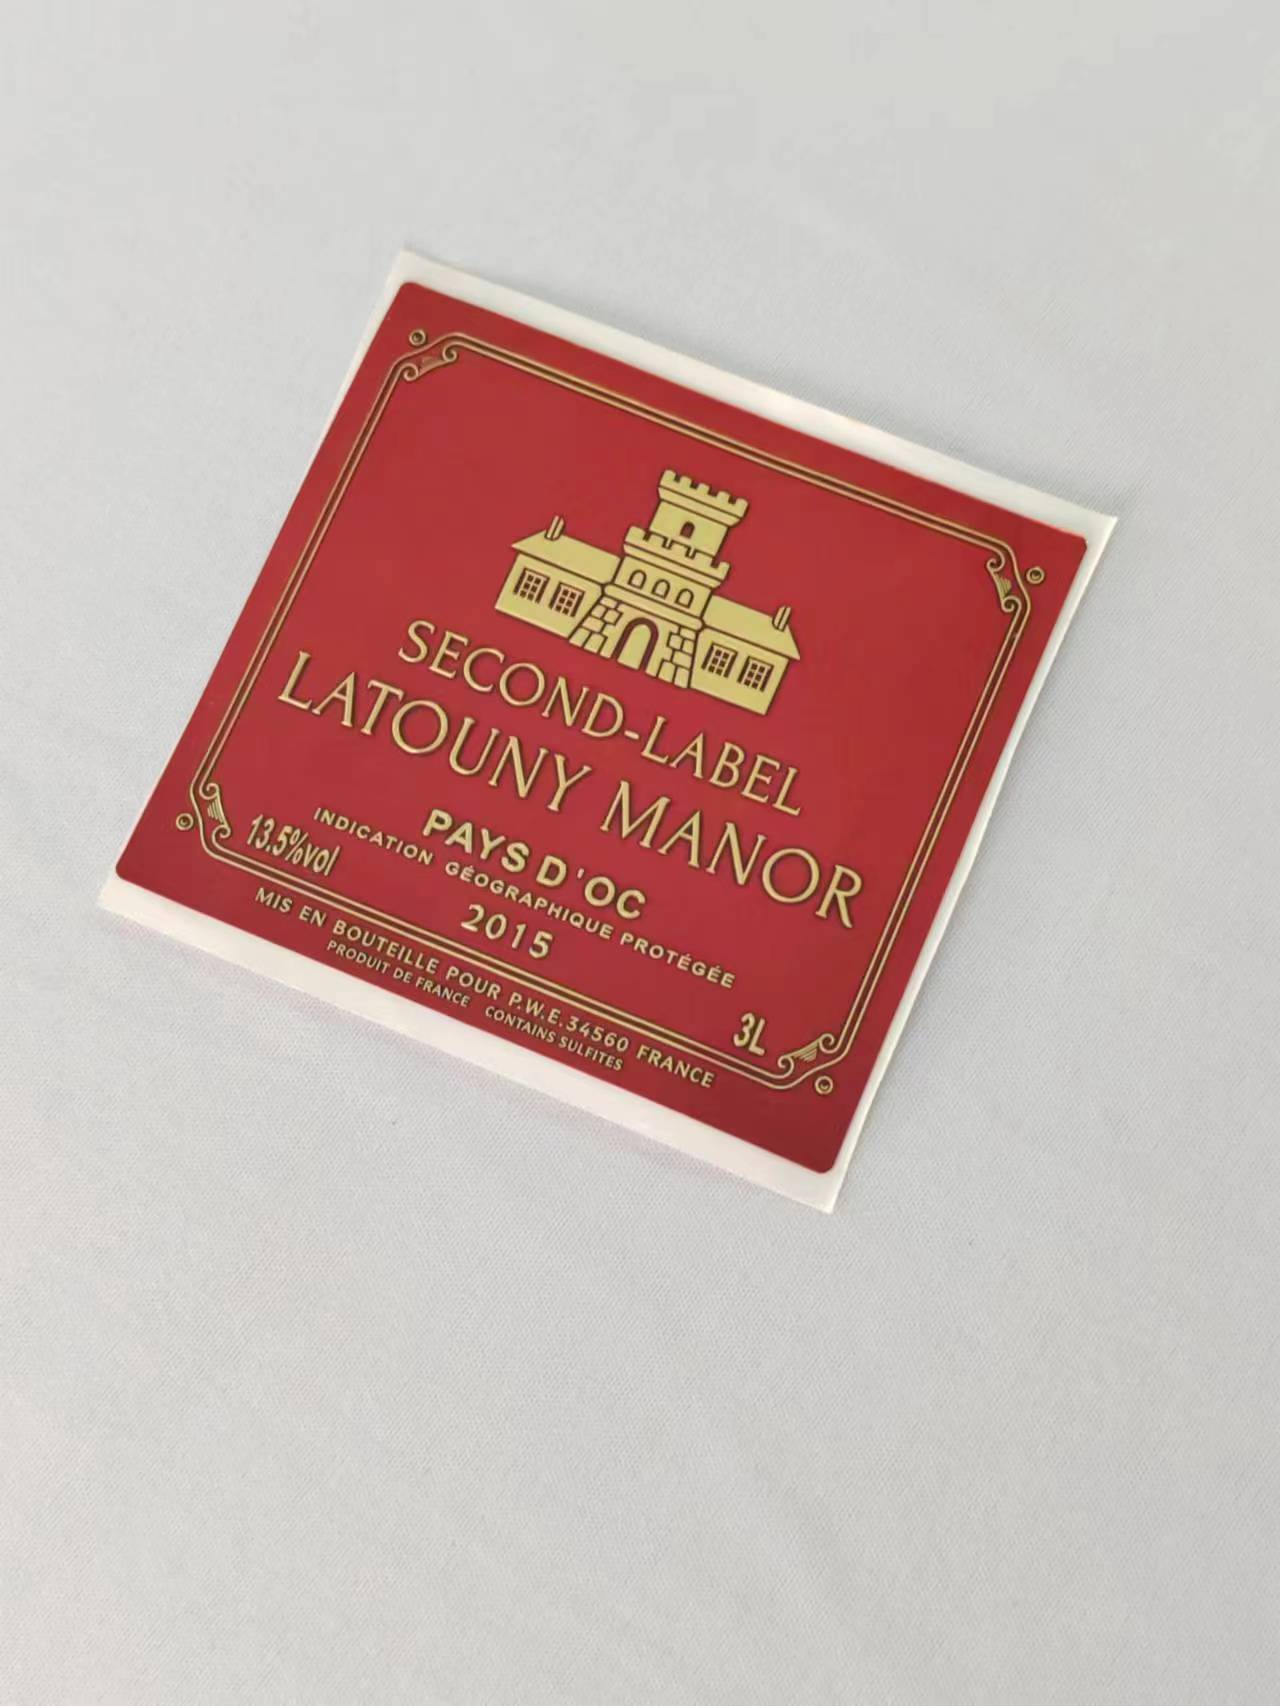 SECOND-LABEL
LATOUNY MANOR
PAYS D'OC
INDICATION GÉOGRAPHIQUE PROTÉGÉE
13.5%vol
2015
3L
MIS EN BOUTEILLE POUR P.W.E. 34560 FRANCE
PRODUIT DE FRANCE CONTAINS SULFITES